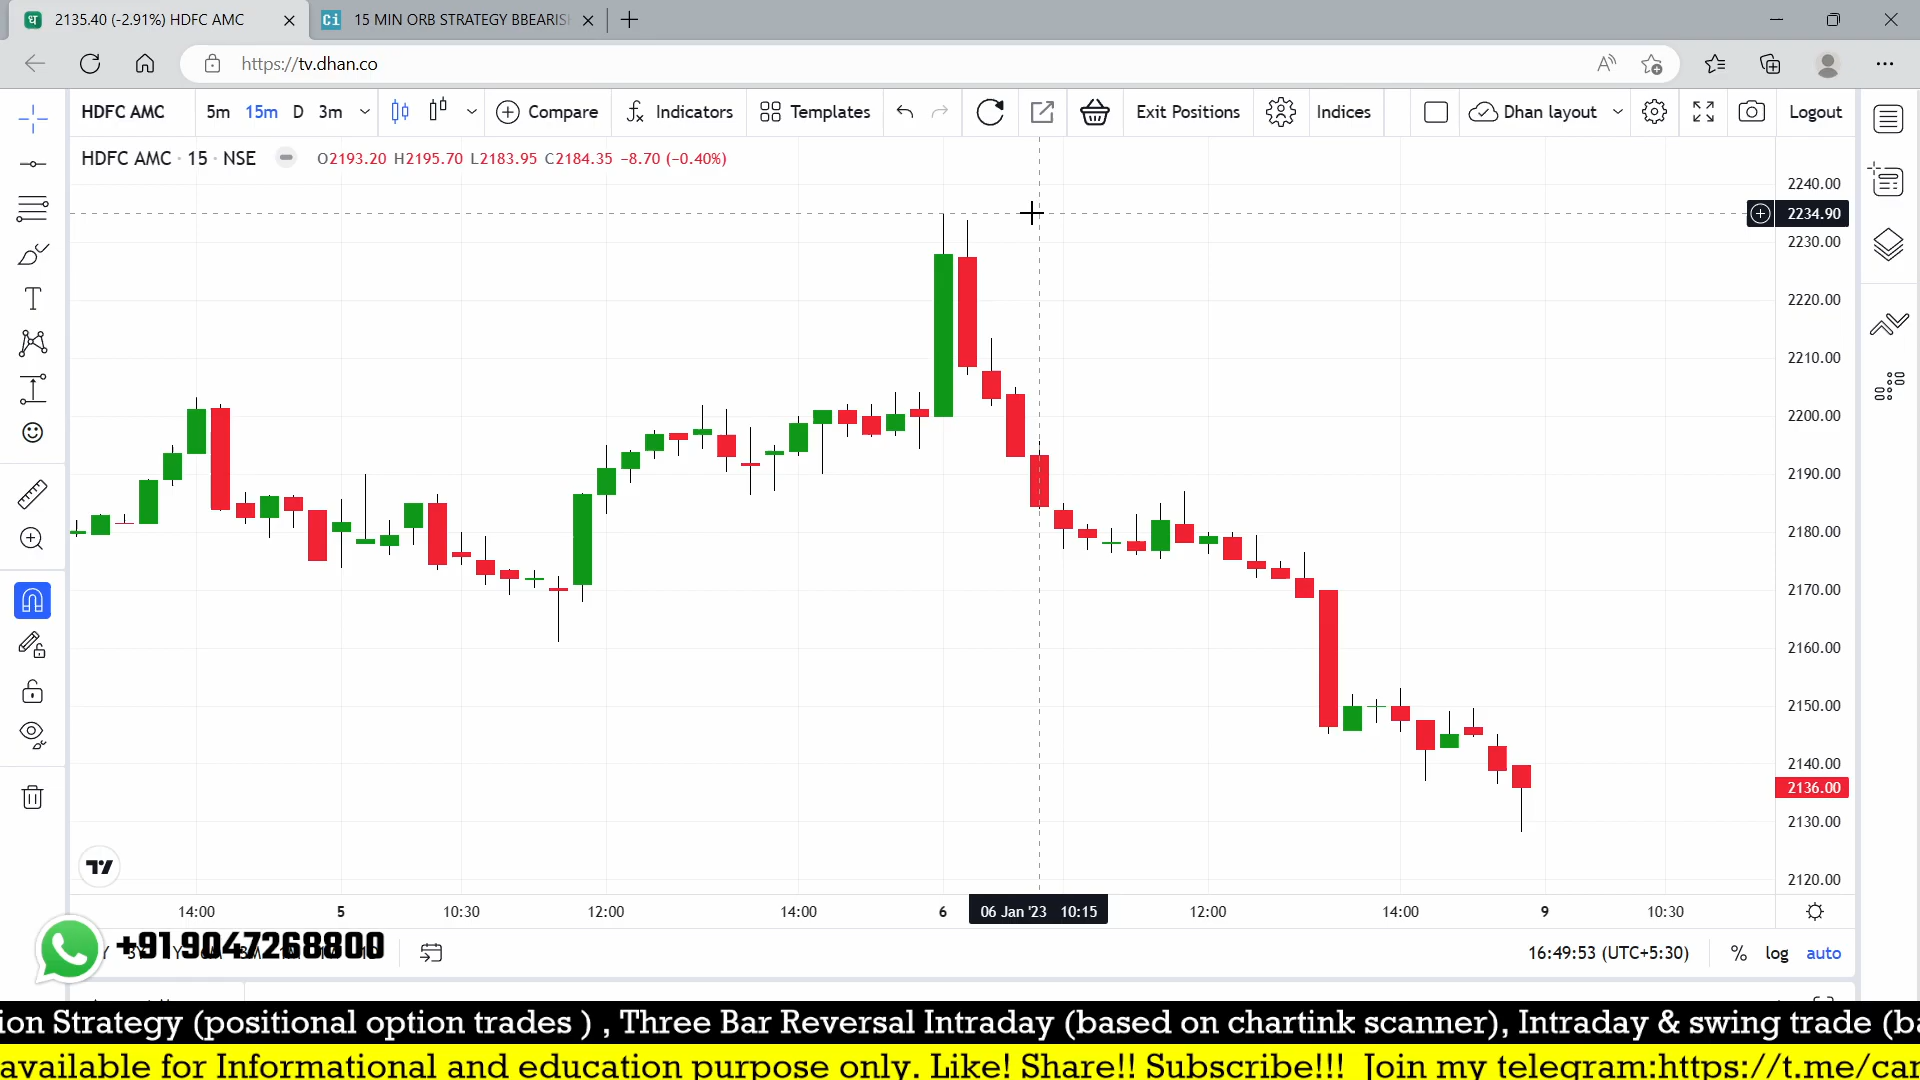 2135.40 (-2.91%) HDFC AMC
Ci 15 MIN ORB STRATEGY BBEARIS
https://tv.dhan.co
HDFC AMC 5m 15m D 3m Compare Indicators Templates Exit Positions Indices Dhan layout Logout
HDFC AMC · 15 · NSE O2193.20 H2195.70 L2183.95 C2184.35 −8.70 (−0.40%)
2240.00
2234.90
2230.00
2220.00
2210.00
2200.00
2190.00
2180.00
2170.00
2160.00
2150.00
2140.00
2136.00
2130.00
2120.00
14:00 5 10:30 12:00 14:00 6 06 Jan '23 10:15 12:00 14:00 9 10:30
+91 9047268800
16:49:53 (UTC+5:30) % log auto
ion Strategy (positional option trades ) , Three Bar Reversal Intraday (based on chartink scanner), Intraday & swing trade (ba
available for Informational and education purpose only. Like! Share!! Subscribe!!! Join my telegram:https://t.me/car